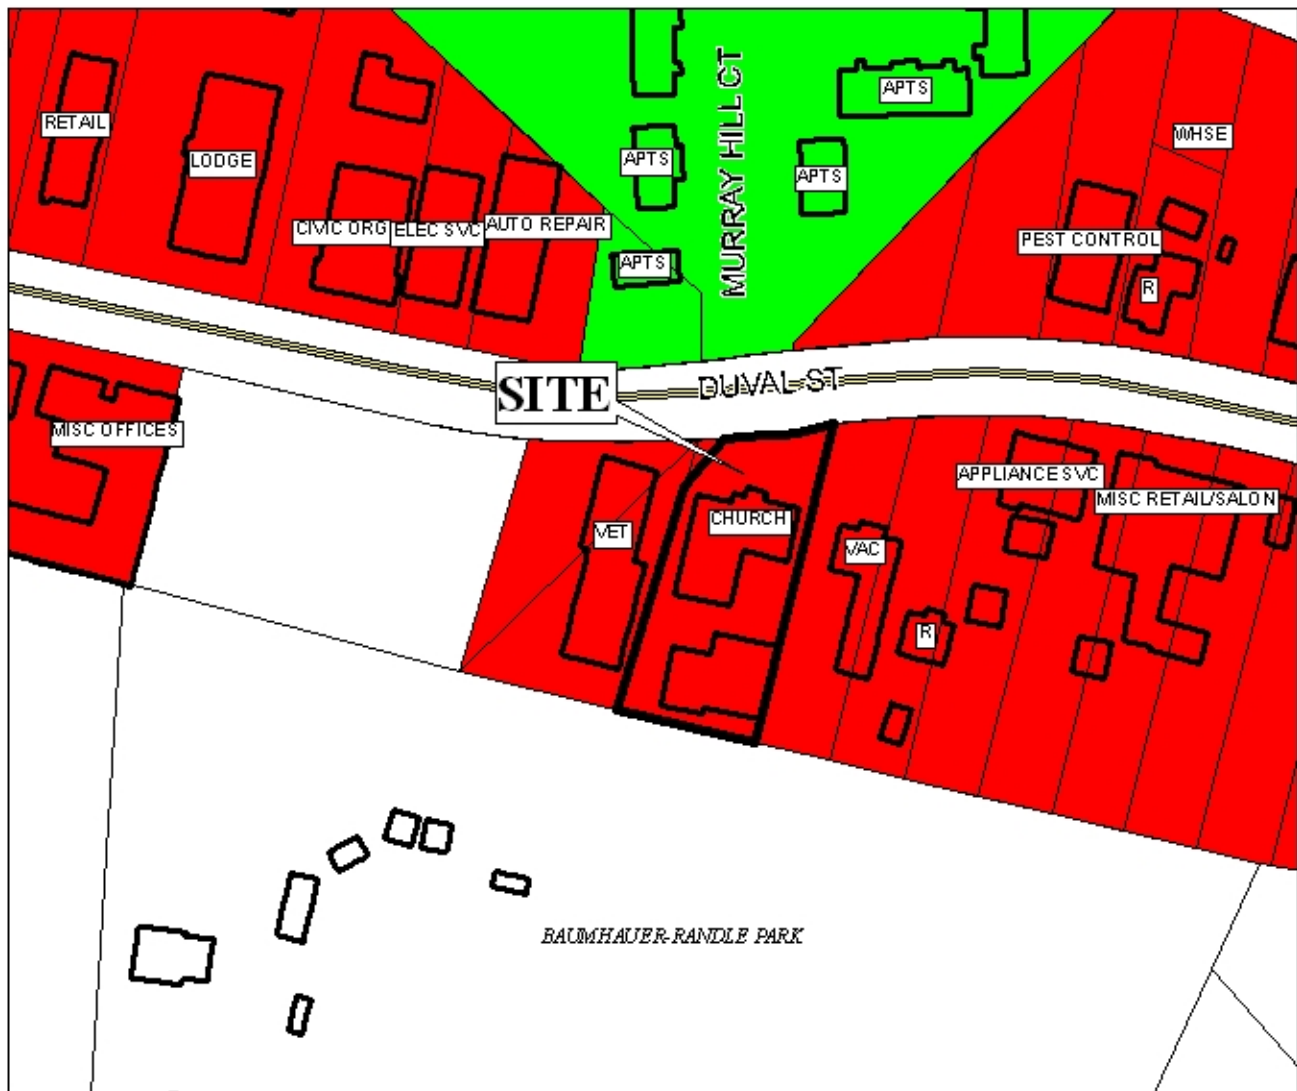 RETAIL
LODGE
CIVIC ORG
ELEC SVC
AUTO REPAIR
APTS
APTS
MURRAY HILL CT
APTS
APTS
WHSE
PEST CONTROL
R
SITE
DUVAL ST
MISC OFFICES
VET
CHURCH
VAC
R
APPLIANCE SVC
MISC RETAIL/SALON
BAUMHAUER-RANDLE PARK